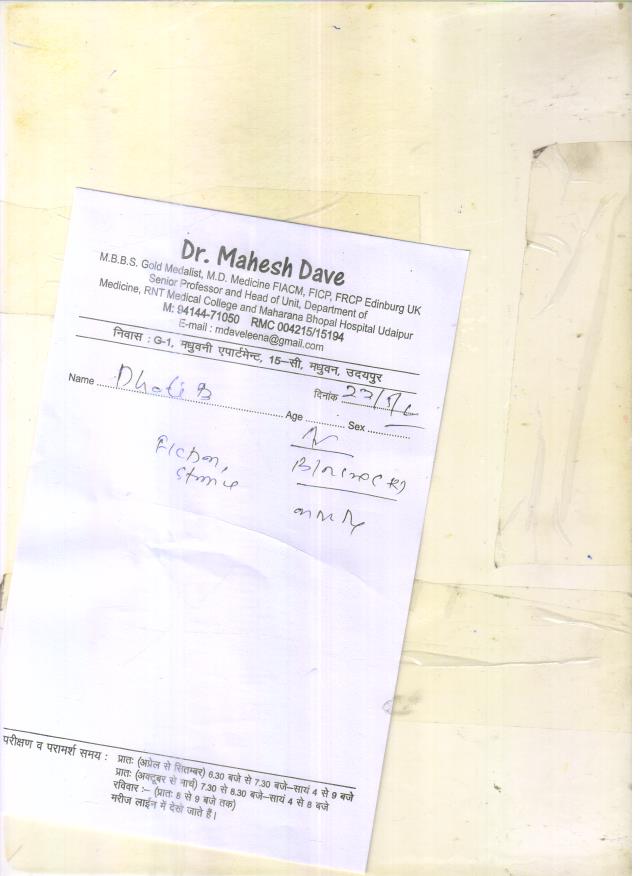 Dr. Mahesh Dave
M.B.B.S. Gold Medalist, M.D. Medicine FIACM, FICP, FRCP Edinburg UK
Senior Professor and Head of Unit, Department of
Medicine, RNT Medical College and Maharana Bhopal Hospital Udaipur
M: 94144-71050 RMC 004215/15194
E-mail : mdaveleena@gmail.com
निवास : G-1, मधुवनी एपार्टमेन्ट, 15-सी, मधुवन, उदयपुर
Name
दिनांक
Age Sex
परीक्षण व परामर्श समय : प्रातः (अप्रेल से सितम्बर) 6.30 बजे से 7.30 बजे–सायं 4 से 9 बजे
प्रातः (अक्टूबर से मार्च) 7.30 से 8.30 बजे–सायं 4 से 8 बजे
रविवार :– (प्रातः 8 से 9 बजे तक)
मरीज लाईन में देखें जाते हैं।